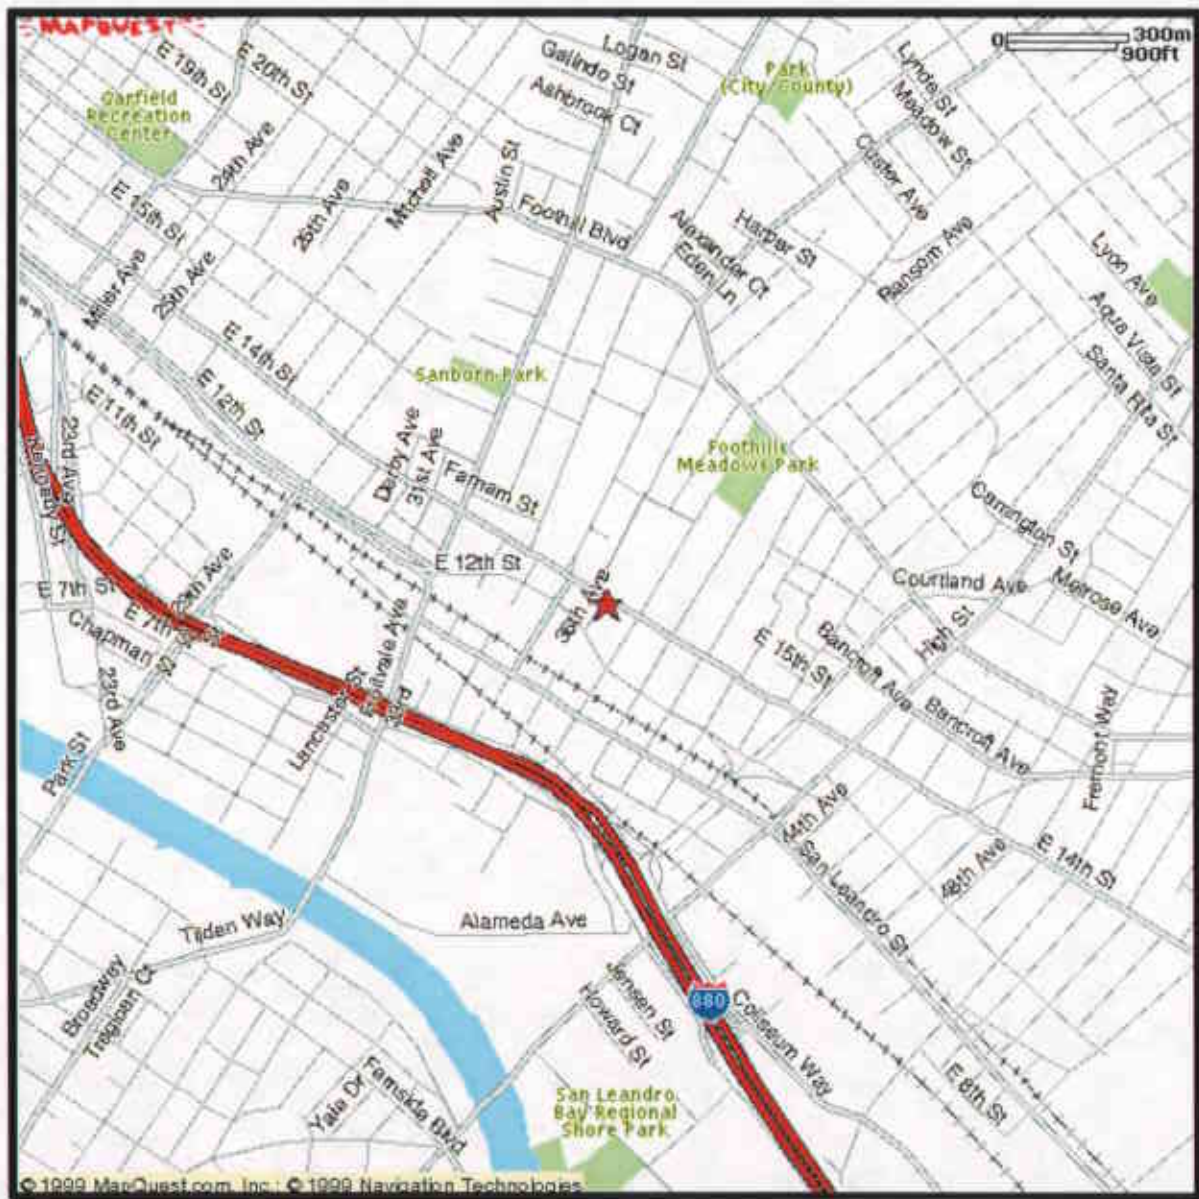 MAPQUEST
0 300m
900ft
E 19th St
E 20th St
Logan St
Galindo St
Ashbrook Ct
Park
(City/County)
Lynde St
Meadow St
Garfield
Recreation
Center
29th Ave
Mitchell Ave
Austin St
Custer Ave
E 15th St
26th Ave
Foothill Blvd
Alexander Ct
Eden Ln
Harper St
Ransom Ave
Lyon Ave
Miller Ave
25th Ave
Aqua Vista St
Santa Rita St
E 14th St
E 12th St
Sanborn Park
E 11th St
23rd Ave
Derby Ave
31st Ave
Farnam St
Foothills
Meadows Park
Carrington St
E 12th St
Courtland Ave
Melrose Ave
E 7th St
29th Ave
E 7th St
Chapman St
36th Ave
E 15th St
Bancroft Ave
High St
23rd Ave
Lancaster St
Fruitvale Ave
Bancroft Ave
Fremont Way
Park St
44th Ave
48th Ave
E 14th St
San Leandro St
Tilden Way
Alameda Ave
Broadway
Tregloan Ct
Jensen St
Howard St
880
Coliseum Way
E 8th St
Yale Dr
Fernside Blvd
San Leandro
Bay Regional
Shore Park
© 1999 MapQuest.com, Inc.; © 1999 Navigation Technologies